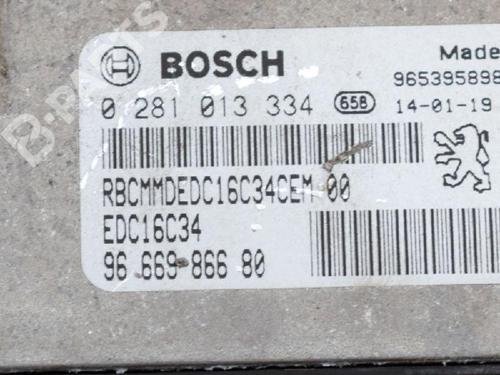 BOSCH
Made
965395898
0 281 013 334 658 14-01-19
RBCMMDEDC16C34CEM 00
EDC16C34
96 669 866 80
B-PARTS